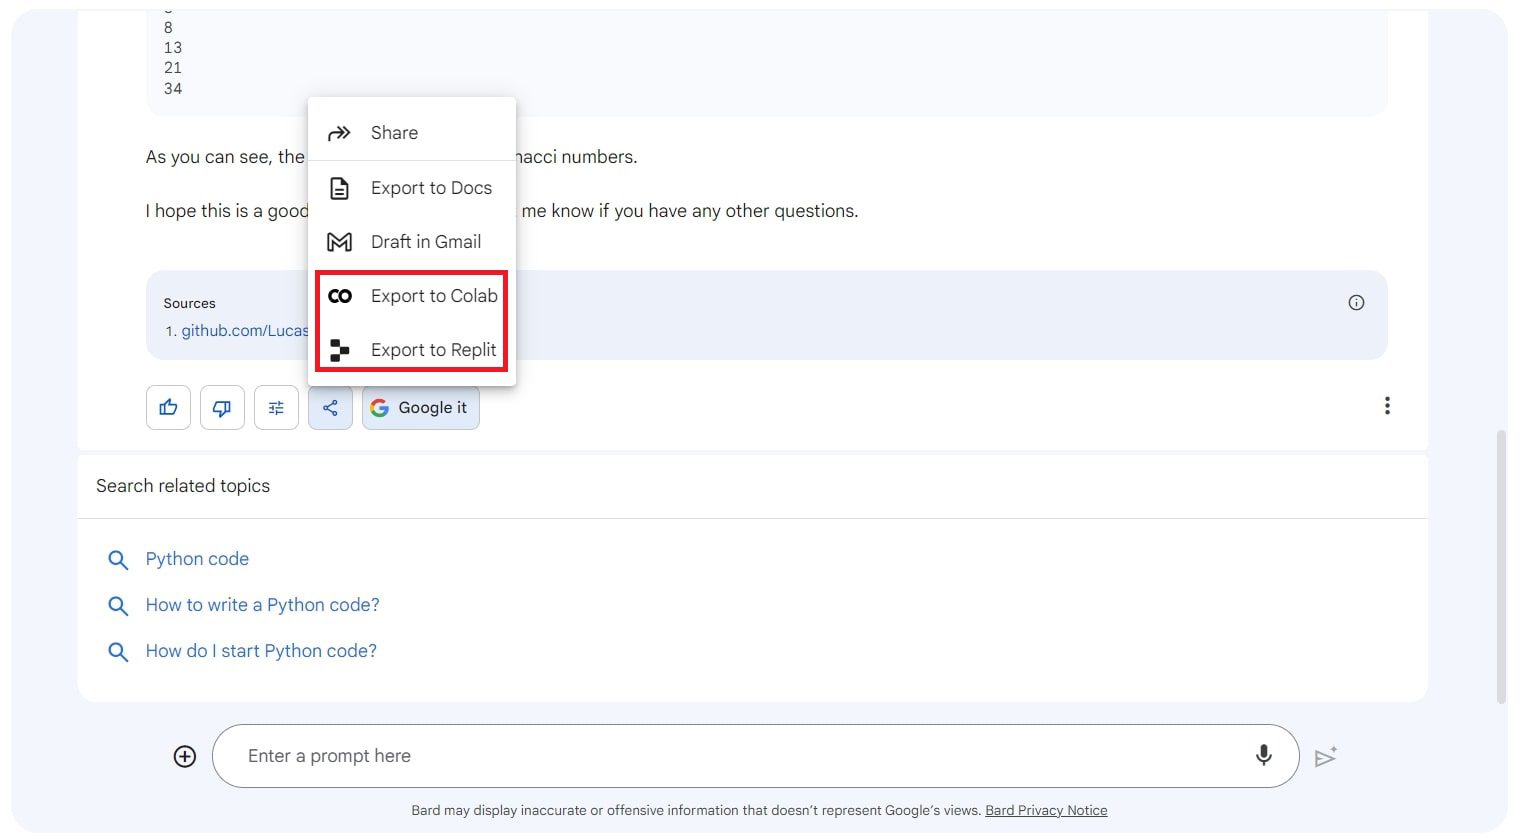 8
13
21
34
Share
As you can see, the
nacci numbers.
Export to Docs
I hope this is a good
me know if you have any other questions.
Draft in Gmail
Export to Colab
Sources
1. github.com/Lucas
Export to Replit
Google it
Search related topics
Python code
How to write a Python code?
How do I start Python code?
Enter a prompt here
Bard may display inaccurate or offensive information that doesn't represent Google's views. Bard Privacy Notice